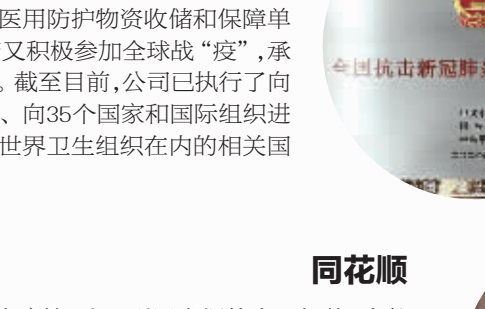 医用防护物资收储和保障单
又积极参加全球战“疫”,承
。截至目前,公司已执行了向
、向35个国家和国际组织进
世界卫生组织在内的相关国
全国抗击新冠肺
同花顺